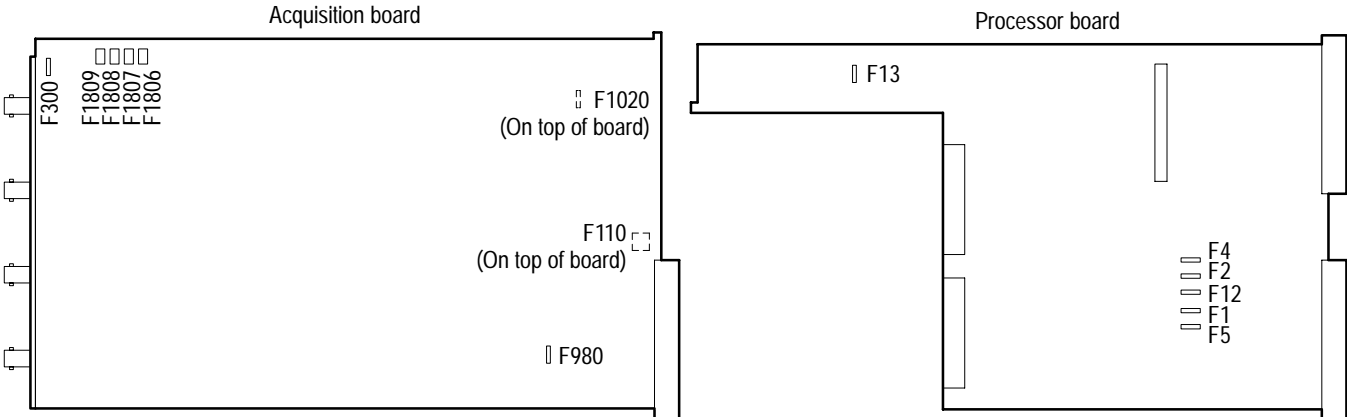 Acquisition board
F300
F1809
F1808
F1807
F1806
F1020
(On top of board)
F110
(On top of board)
F980
Processor board
F13
F4
F2
F12
F1
F5